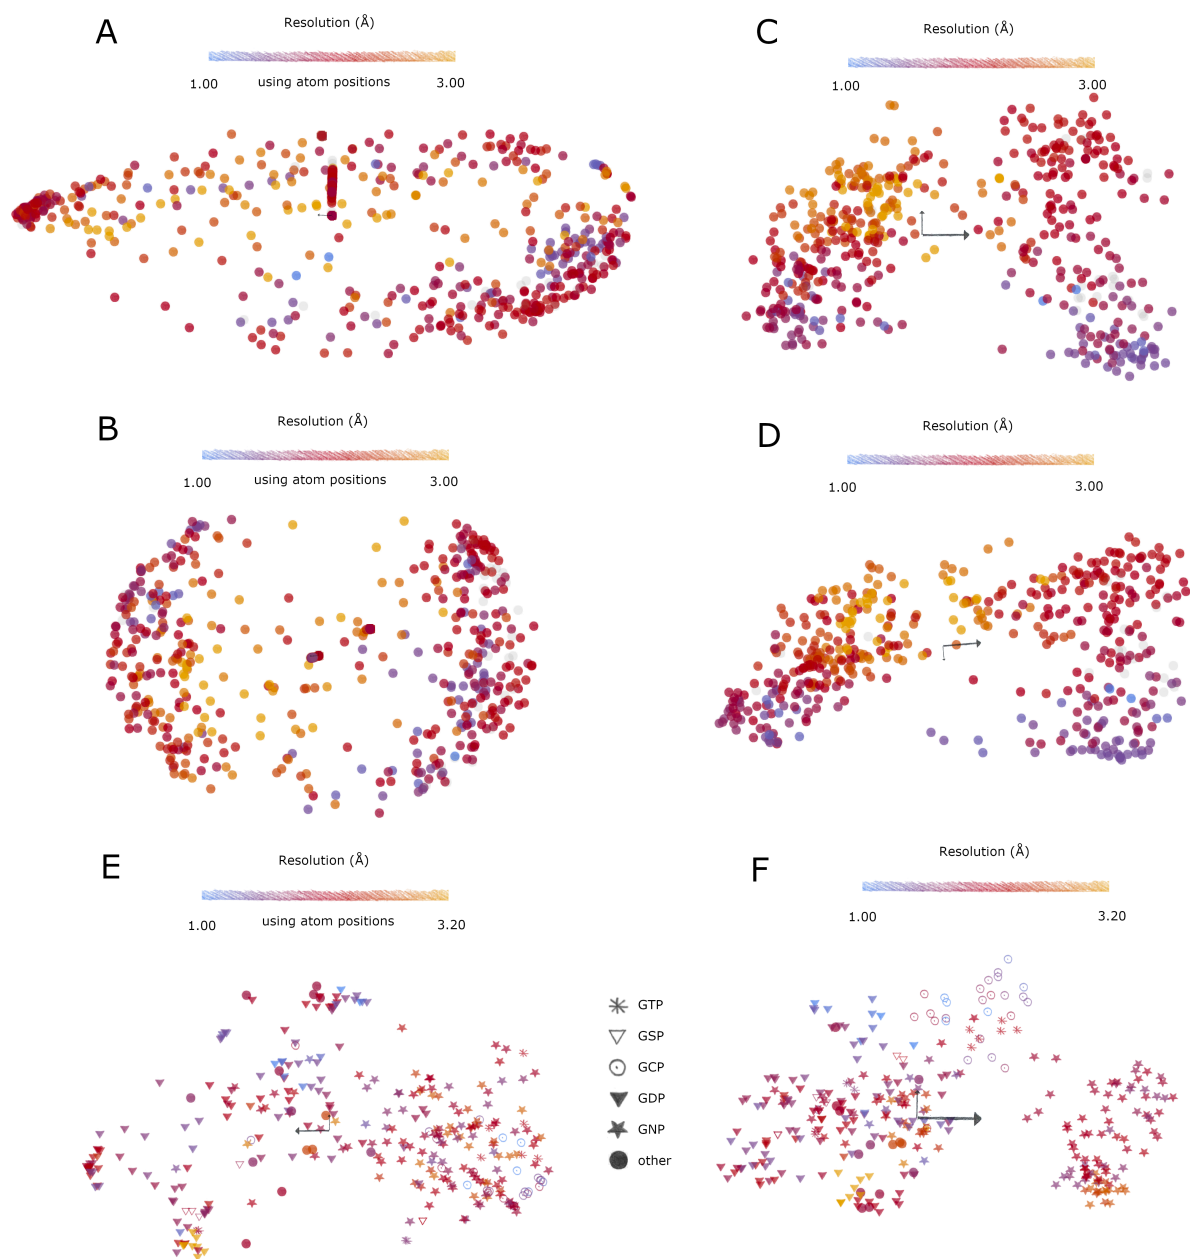 A
Resolution (Å)
1.00
using atom positions
3.00
C
Resolution (Å)
1.00
3.00
B
Resolution (Å)
1.00
using atom positions
3.00
D
Resolution (Å)
1.00
3.00
E
Resolution (Å)
1.00
using atom positions
3.20
F
Resolution (Å)
1.00
3.20
GTP
GSP
GCP
GDP
GNP
other